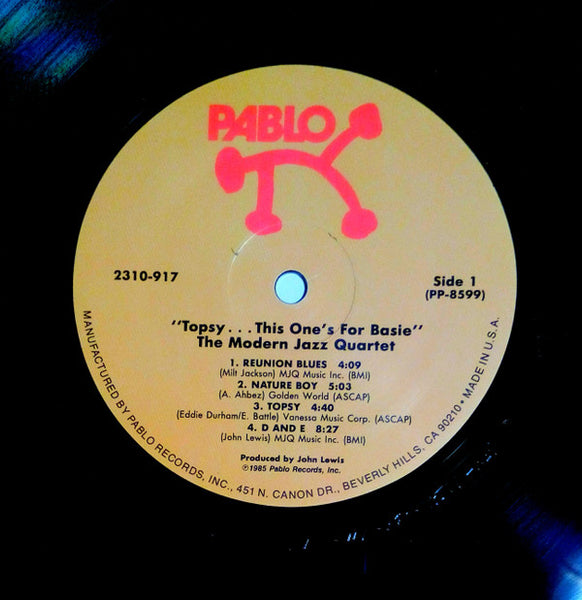 PABLO
2310-917
Side 1
(PP-8599)
"Topsy...This One's For Basie"
The Modern Jazz Quartet
1. REUNION BLUES 4:09
(Milt Jackson) MJQ Music Inc. (BMI)
2. NATURE BOY 5:03
(A. Ahbez) Golden World (ASCAP)
3. TOPSY 4:40
(Eddie Durham/E. Battle) Vanessa Music Corp. (ASCAP)
4. D AND E 8:27
(John Lewis) MJQ Music Inc. (BMI)
Produced by John Lewis
℗1985 Pablo Records, Inc.
MANUFACTURED BY PABLO RECORDS, INC., 451 N. CANON DR., BEVERLY HILLS, CA 90210 • MADE IN U.S.A.